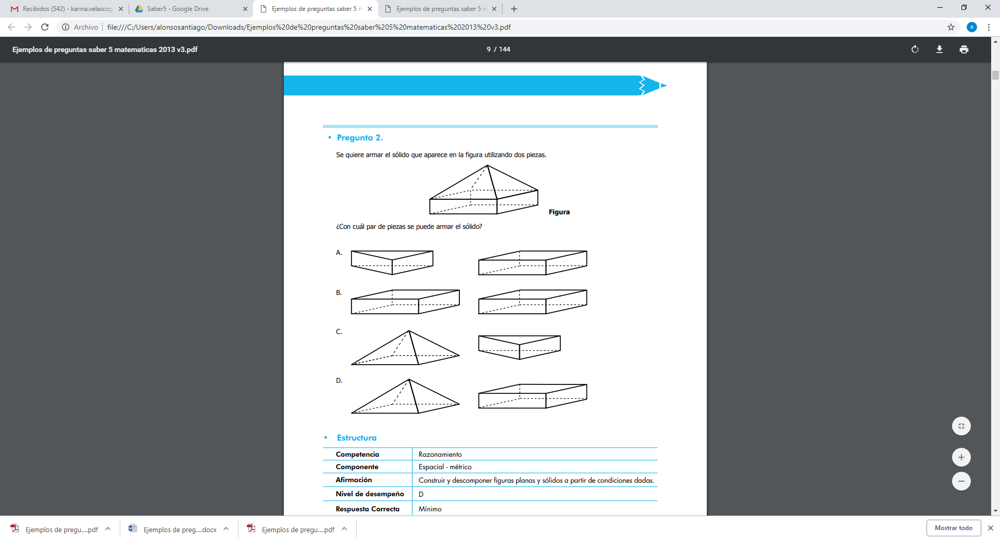 Recibidos (542) - karina.velascog
Saber5 - Google Drive
Ejemplos de preguntas saber 5 m
Ejemplos de preguntas saber 5 m
Archivo
file:///C:/Users/alonsosantiago/Downloads/Ejemplos%20de%20preguntas%20saber%205%20matematicas%202013%20v3.pdf
a
Ejemplos de preguntas saber 5 matematicas 2013 v3.pdf
9 / 144
• Pregunta 2.
Se quiere armar el sólido que aparece en la figura utilizando dos piezas.
Figura
¿Con cuál par de piezas se puede armar el sólido?
A.
B.
C.
D.
• Estructura
Competencia Razonamiento
Componente Espacial - métrico
Afirmación Construir y descomponer figuras planas y sólidos a partir de condiciones dadas.
Nivel de desempeño D
Respuesta Correcta Mínimo
Ejemplos de pregu....pdf
Ejemplos de preg....docx
Ejemplos de pregu....pdf
Mostrar todo